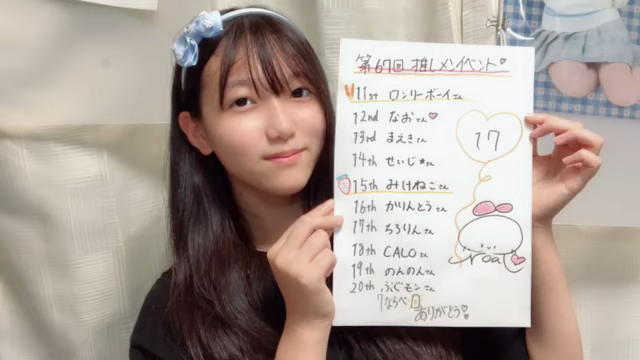 第67回 推しメンイベント
11st ロンリーボーイさん
12nd なおさん
13rd まえきさん
14th せいじ★さん
15th みけねこさん
16th かりんとうさん
17th ちろりんさん
18th CALOさん
19th のんのんさん
20th ふぐモンさん
7ならべ
ありがとう
17
roa